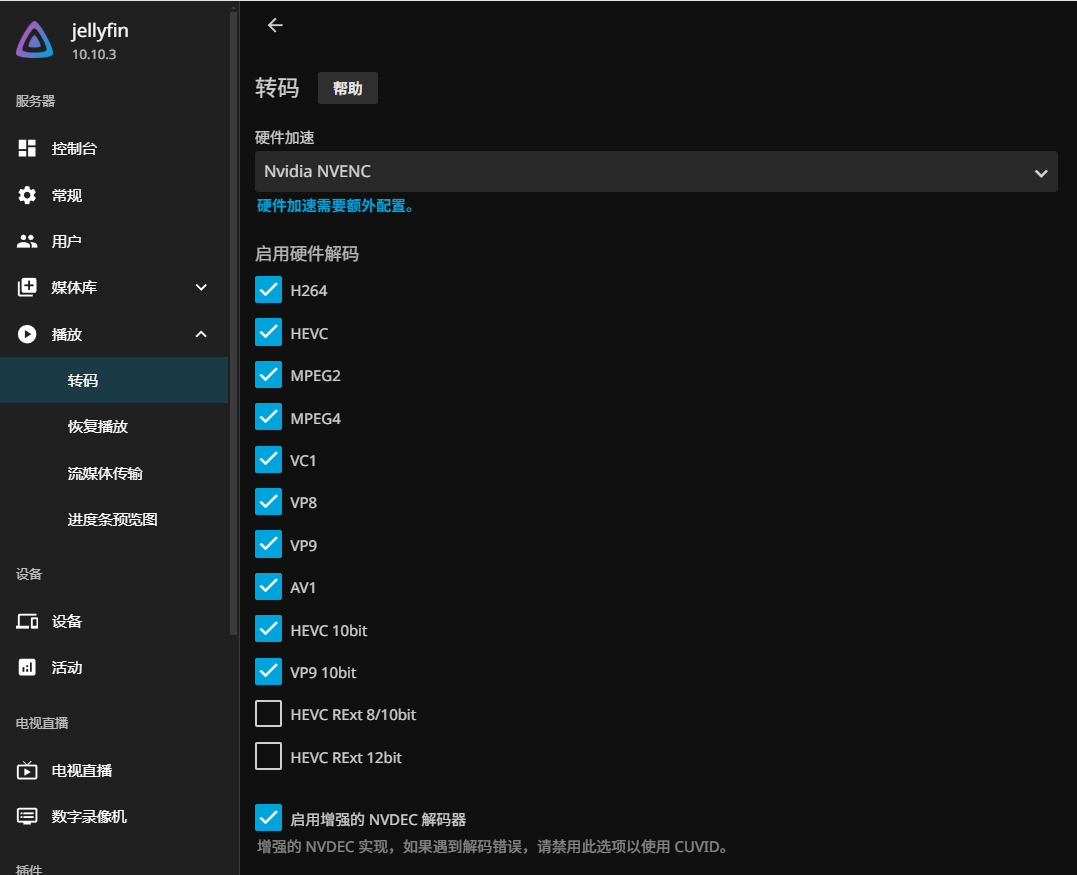 jellyfin
10.10.3
服务器
控制台
常规
用户
媒体库
播放
转码
恢复播放
流媒体传输
进度条预览图
设备
设备
活动
电视直播
电视直播
数字录像机
插件
转码
帮助
硬件加速
Nvidia NVENC
硬件加速需要额外配置。
启用硬件解码
H264
HEVC
MPEG2
MPEG4
VC1
VP8
VP9
AV1
HEVC 10bit
VP9 10bit
HEVC RExt 8/10bit
HEVC RExt 12bit
启用增强的 NVDEC 解码器
增强的 NVDEC 实现，如果遇到解码错误，请禁用此选项以使用 CUVID。